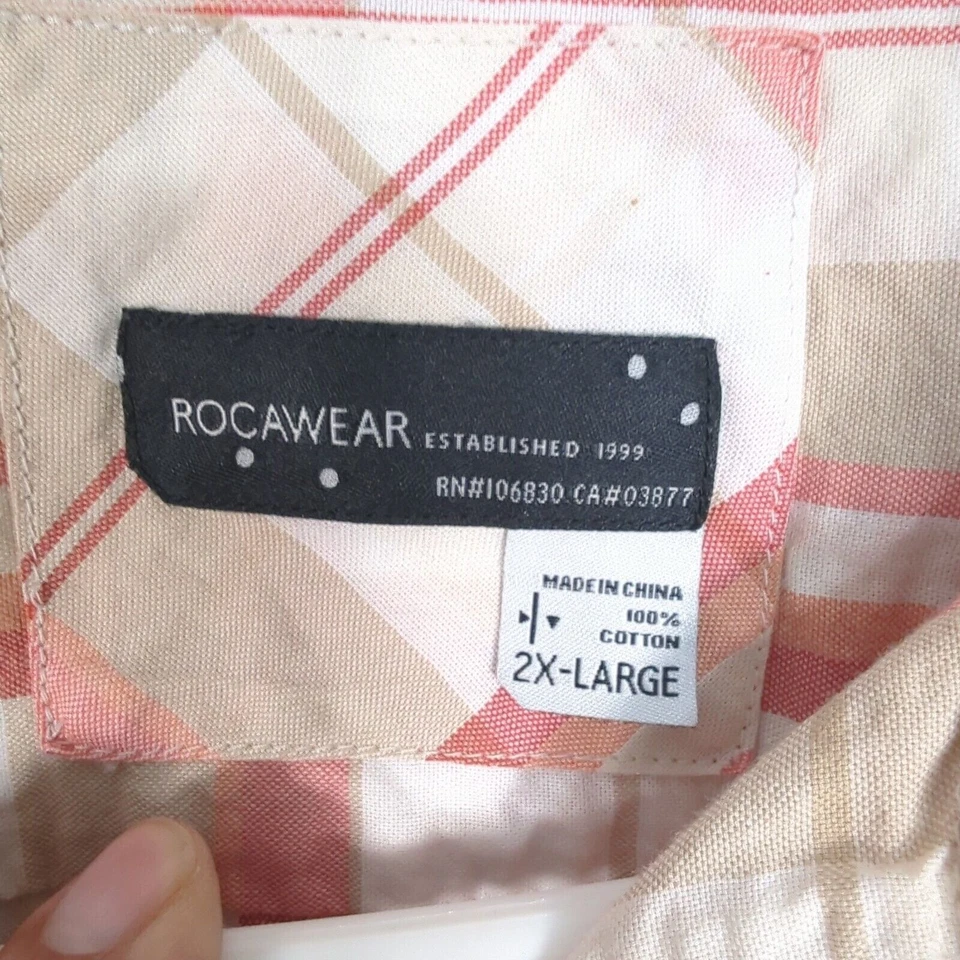 ROCAWEAR ESTABLISHED 1999
RN#106830 CA#03877
MADE IN CHINA
100%
COTTON
2X-LARGE